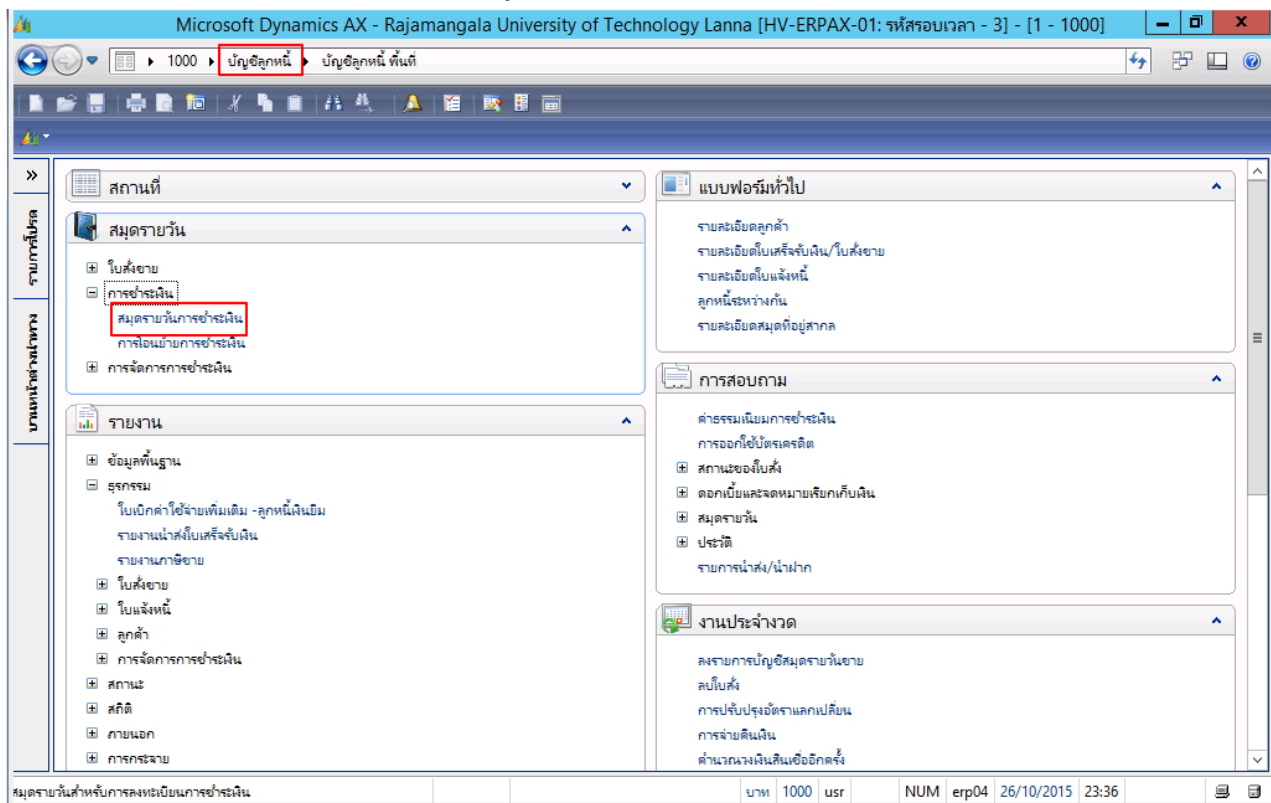 Microsoft Dynamics AX - Rajamangala University of Technology Lanna [HV-ERPAX-01: รหัสรอบเวลา - 3] - [1 - 1000]
1000 บัญชีลูกหนี้ บัญชีลูกหนี้ พื้นที่
รายการโปรด
บานหน้าต่างนำทาง
สถานที่
สมุดรายวัน
ใบสั่งขาย
การชำระเงิน
สมุดรายวันการชำระเงิน
การโอนย้ายการชำระเงิน
การจัดการการชำระเงิน
รายงาน
ข้อมูลพื้นฐาน
ธุรกรรม
ใบเบิกค่าใช้จ่ายเพิ่มเติม -ลูกหนี้เงินยืม
รายงานนำส่งใบเสร็จรับเงิน
รายงานภาษีขาย
ใบสั่งขาย
ใบแจ้งหนี้
ลูกค้า
การจัดการการชำระเงิน
สถานะ
สถิติ
ภายนอก
การกระจาย
แบบฟอร์มทั่วไป
รายละเอียดลูกค้า
รายละเอียดใบเสร็จรับเงิน/ใบสั่งขาย
รายละเอียดใบแจ้งหนี้
ลูกหนี้ระหว่างกัน
รายละเอียดสมุดที่อยู่สากล
การสอบถาม
ค่าธรรมเนียมการชำระเงิน
การออกใช้บัตรเครดิต
สถานะของใบสั่ง
ดอกเบี้ยและจดหมายเรียกเก็บเงิน
สมุดรายวัน
ประวัติ
รายการนำส่ง/นำฝาก
งานประจำงวด
ลงรายการบัญชีสมุดรายวันขาย
ลบใบสั่ง
การปรับปรุงอัตราแลกเปลี่ยน
การจ่ายคืนเงิน
คำนวณวงเงินสินเชื่ออีกครั้ง
สมุดรายวันสำหรับการลงทะเบียนการชำระเงิน
บาท 1000 usr NUM erp04 26/10/2015 23:36